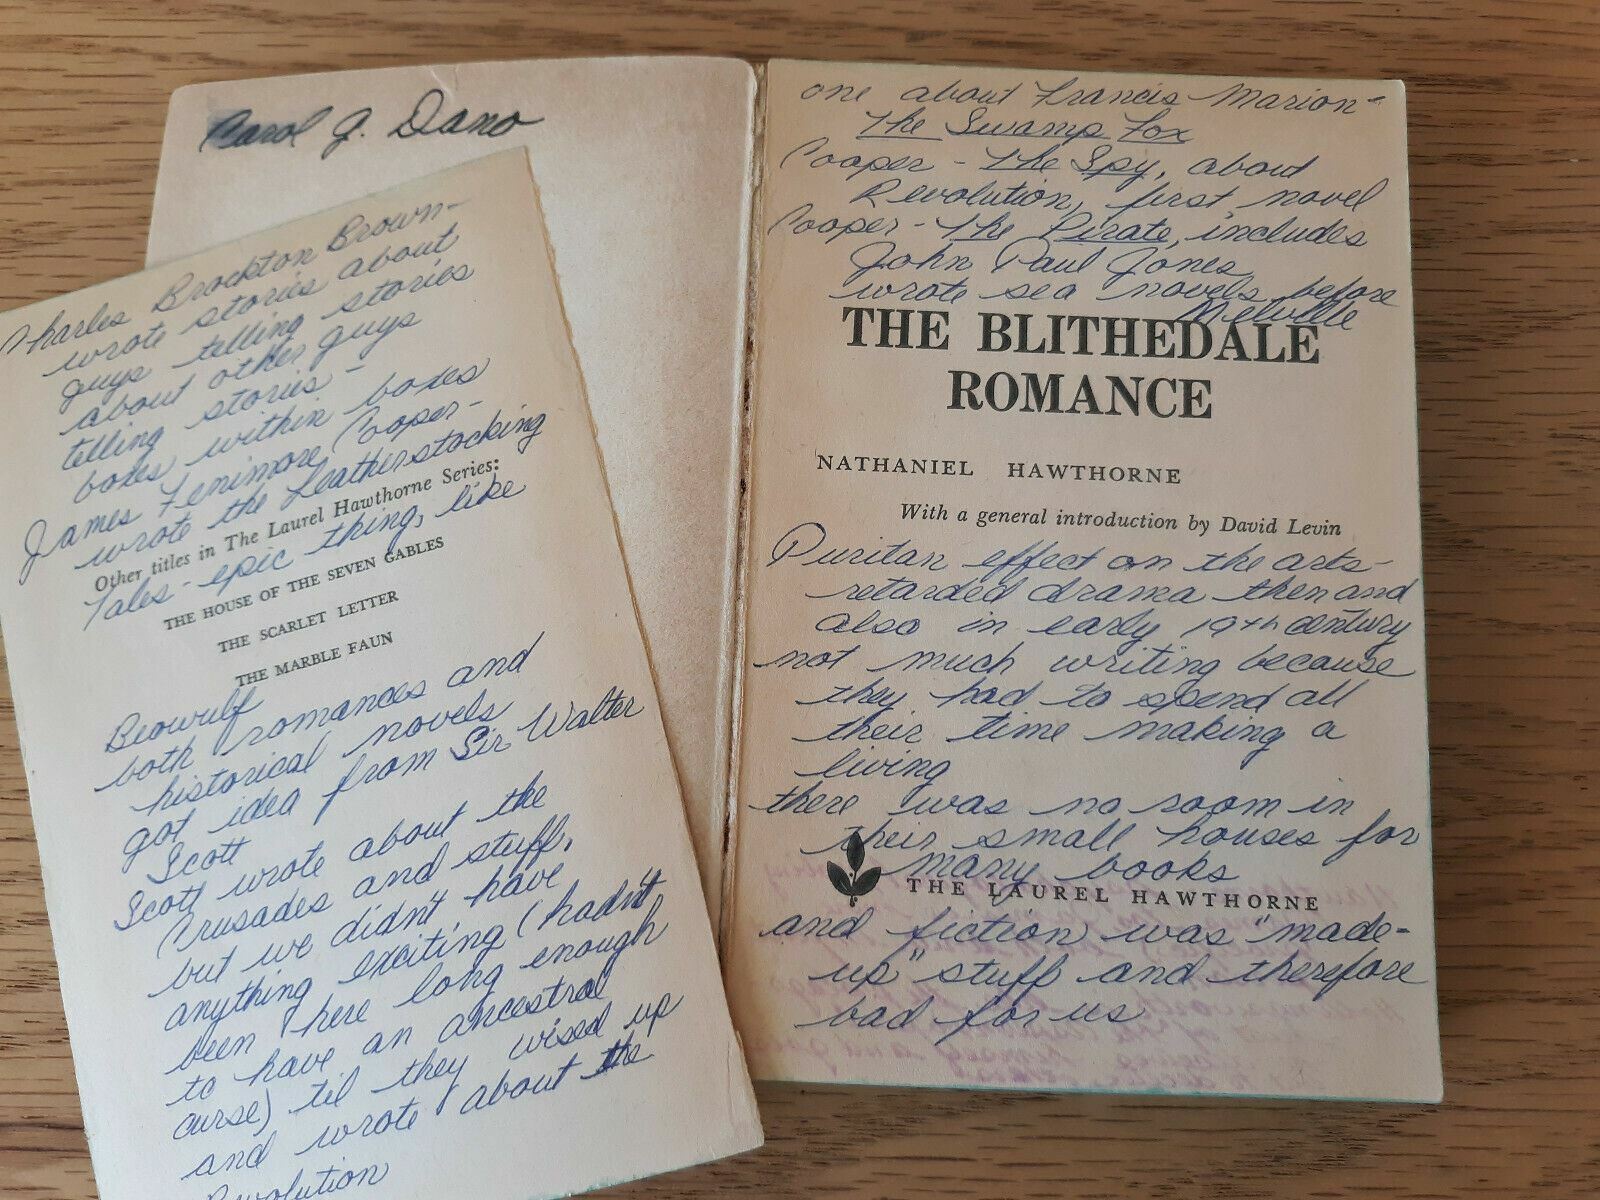 Carol J. Dano
Charles Brockton Brown-
wrote stories about
guys telling stories
about other guys
telling stories -
boxes within boxes
James Fenimore Cooper-
wrote the Leatherstocking
Other titles in The Laurel Hawthorne Series:
Tales - epic thing, like
THE HOUSE OF THE SEVEN GABLES
THE SCARLET LETTER
THE MARBLE FAUN
Beowulf
both romances and
historical novels
got idea from Sir Walter
Scott
Scott wrote about the
Crusades and stuff,
but we didn't have
anything exciting (hadn't
been here long enough
to have an ancestral
curse) til they wised up
and wrote about the
Revolution
one about Francis Marion-
The Swamp Fox
Cooper - The Spy, about
Revolution, first novel
Cooper - The Pirate, includes
John Paul Jones
wrote sea novels before
Melville
THE BLITHEDALE
ROMANCE
NATHANIEL HAWTHORNE
With a general introduction by David Levin
Puritan effect on the arts-
retarded drama then and
also in early 19th century
not much writing because
they had to spend all
their time making a
living
there was no room in
their small houses for
many books
THE LAUREL HAWTHORNE
and fiction was "made-
up" stuff and therefore
bad for us